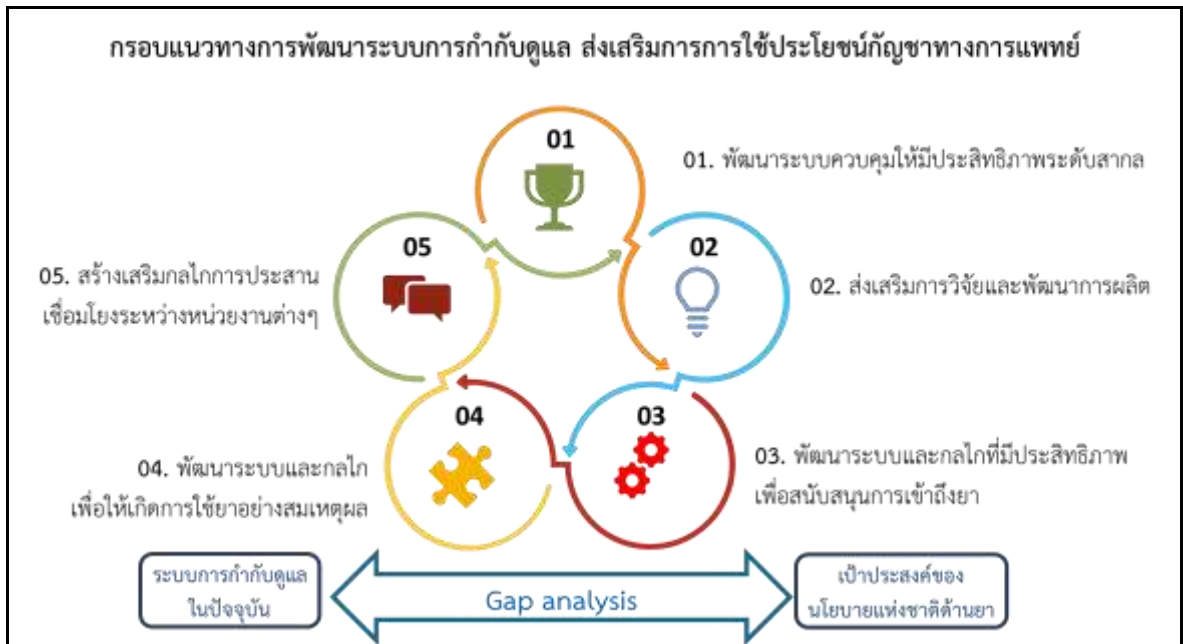 กรอบแนวทางการพัฒนาระบบการกำกับดูแล ส่งเสริมการการใช้ประโยชน์กัญชาทางการแพทย์
01
01. พัฒนาระบบควบคุมให้มีประสิทธิภาพระดับสากล
05
02
05. สร้างเสริมกลไกการประสาน
เชื่อมโยงระหว่างหน่วยงานต่างๆ
02. ส่งเสริมการวิจัยและพัฒนาการผลิต
04
03
04. พัฒนาระบบและกลไก
เพื่อให้เกิดการใช้ยาอย่างสมเหตุผล
03. พัฒนาระบบและกลไกที่มีประสิทธิภาพ
เพื่อสนับสนุนการเข้าถึงยา
ระบบการกำกับดูแล
ในปัจจุบัน
Gap analysis
เป้าประสงค์ของ
นโยบายแห่งชาติด้านยา